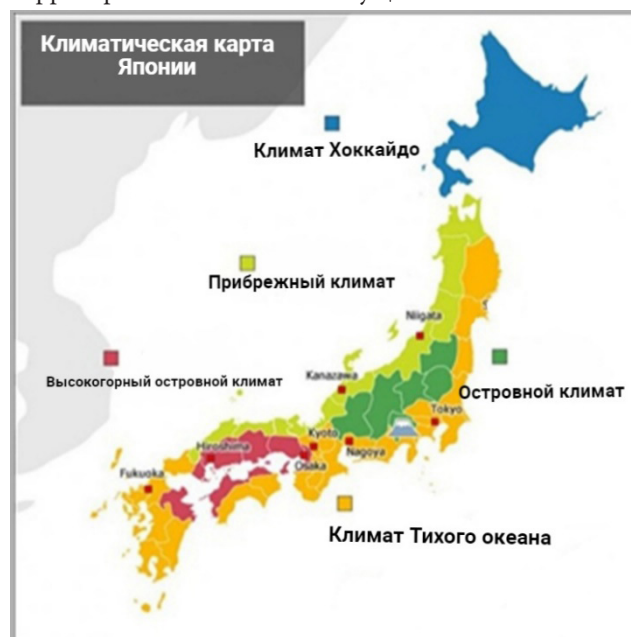 Климатическая карта
Японии
Климат Хоккайдо
Прибрежный климат
Niigata
Высокогорный островной климат
Kanazawa
Островной климат
Tokyo
Kyoto
Hiroshima
Nagoya
Osaka
Fukuoka
Климат Тихого океана